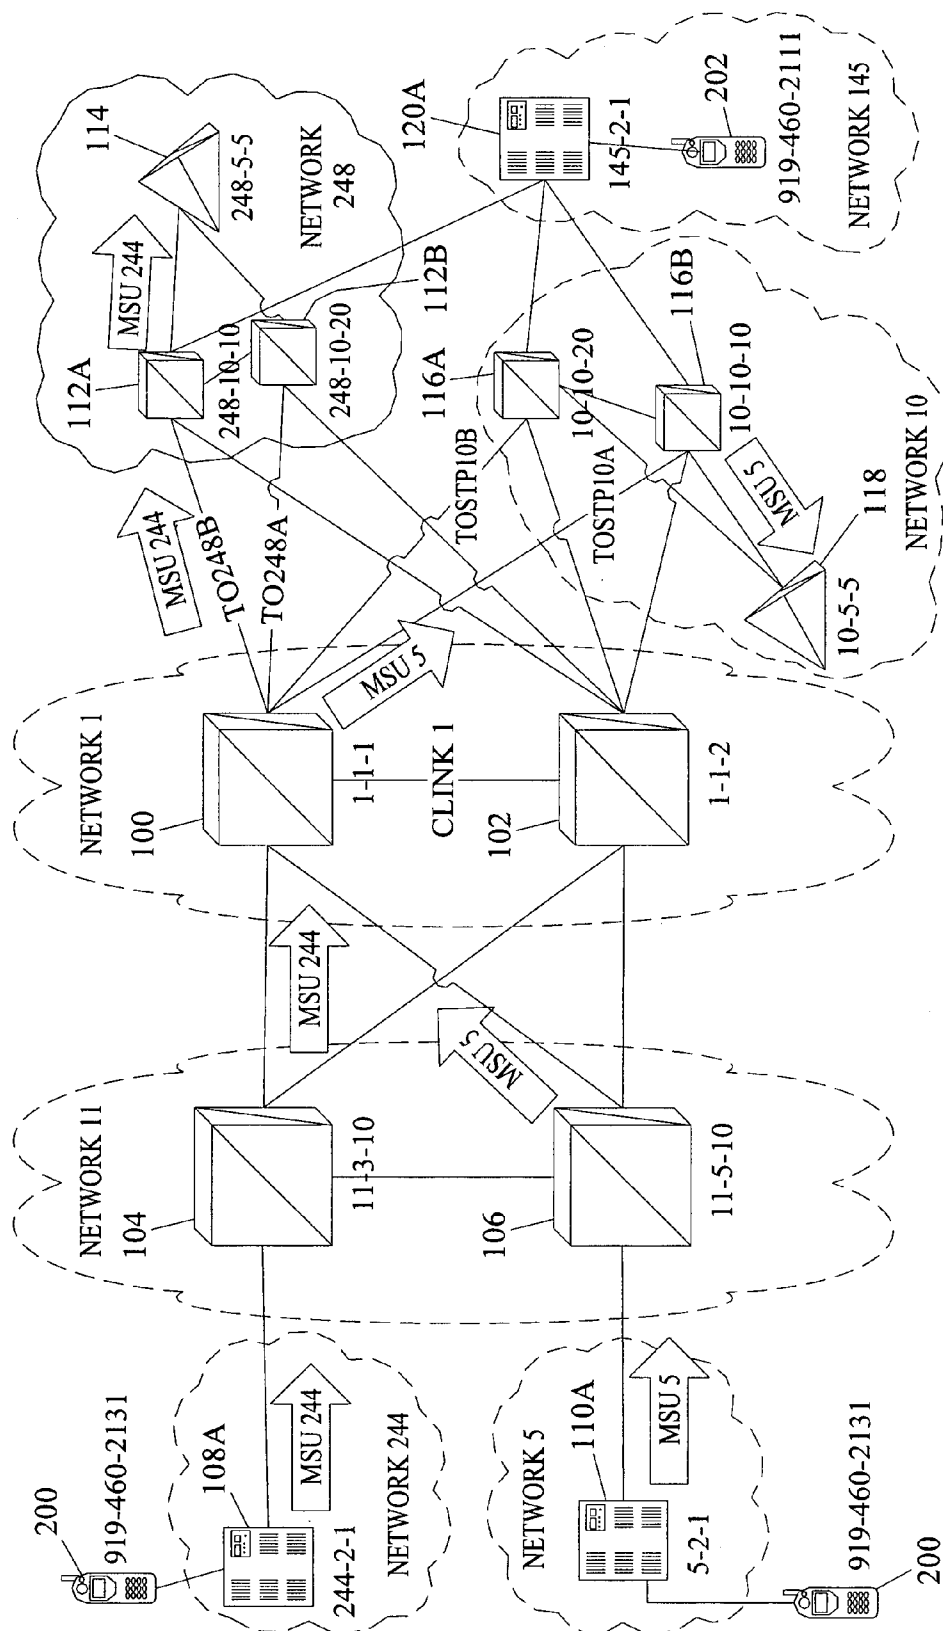 200
919-460-2131
108A
244-2-1
MSU 244
NETWORK 244
NETWORK 5
110A
5-2-1
MSU 5
919-460-2131
200
NETWORK 11
104
11-3-10
106
11-5-10
MSU 244
MSU 5
NETWORK 1
100
1-1-1
CLINK 1
102
1-1-2
MSU 5
MSU 244
TO248B
TO248A
TOSTP10B
TOSTP10A
112A
248-10-10
MSU 244
114
248-5-5
NETWORK
248
248-10-20
112B
116A
10-10-20
116B
10-10-10
MSU 5
118
10-5-5
NETWORK 10
120A
145-2-1
202
919-460-2111
NETWORK 145